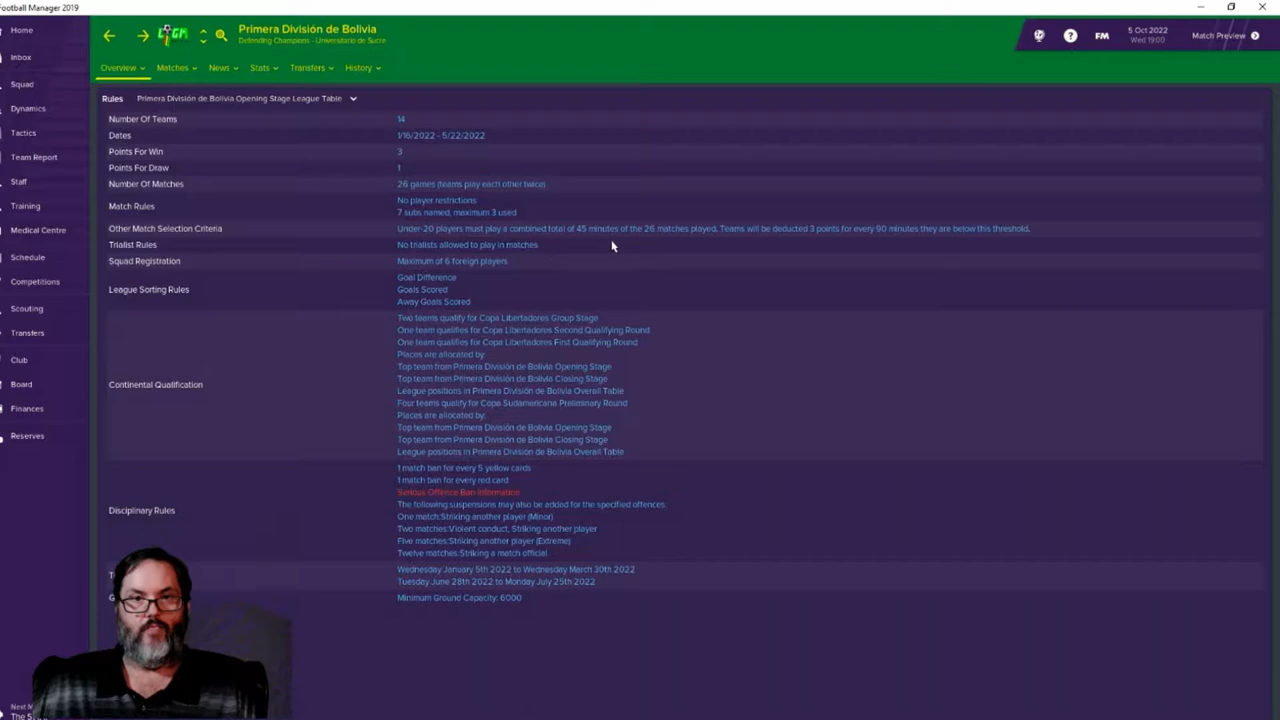 Football Manager 2019
Home
Inbox
Squad
Dynamics
Tactics
Team Report
Staff
Training
Medical Centre
Schedule
Competitions
Scouting
Transfers
Club
Board
Finances
Reserves
Primera División de Bolivia
Defending Champions - Universitario de Sucre
FM
5 Oct 2022
Wed 19:00
Match Preview
Overview
Matches
News
Stats
Transfers
History
Rules
Primera División de Bolivia Opening Stage League Table
Number Of Teams
14
Dates
1/16/2022 - 5/22/2022
Points For Win
3
Points For Draw
1
Number Of Matches
26 games (teams play each other twice)
Match Rules
No player restrictions
7 subs named, maximum 3 used
Other Match Selection Criteria
Under-20 players must play a combined total of 45 minutes of the 26 matches played. Teams will be deducted 3 points for every 90 minutes they are below this threshold.
Trialist Rules
No trialists allowed to play in matches
Squad Registration
Maximum of 6 foreign players
League Sorting Rules
Goal Difference
Goals Scored
Away Goals Scored
Continental Qualification
Two teams qualify for Copa Libertadores Group Stage
One team qualifies for Copa Libertadores Second Qualifying Round
One team qualifies for Copa Libertadores First Qualifying Round
Places are allocated by
Top team from Primera División de Bolivia Opening Stage
Top team from Primera División de Bolivia Closing Stage
League positions in Primera División de Bolivia Overall Table
Four teams qualify for Copa Sudamericana Preliminary Round
Places are allocated by:
Top team from Primera División de Bolivia Opening Stage
Top team from Primera División de Bolivia Closing Stage
League positions in Primera División de Bolivia Overall Table
Disciplinary Rules
1 match ban for every 5 yellow cards
1 match ban for every red card
Serious Offence Ban Information
The following suspensions may also be added for the specified offences:
One match:Striking another player (Minor)
Two matches:Violent conduct, Striking another player
Five matches:Striking another player (Extreme)
Twelve matches:Striking a match official
Wednesday January 5th 2022 to Wednesday March 30th 2022
Tuesday June 28th 2022 to Monday July 25th 2022
Minimum Ground Capacity: 6000